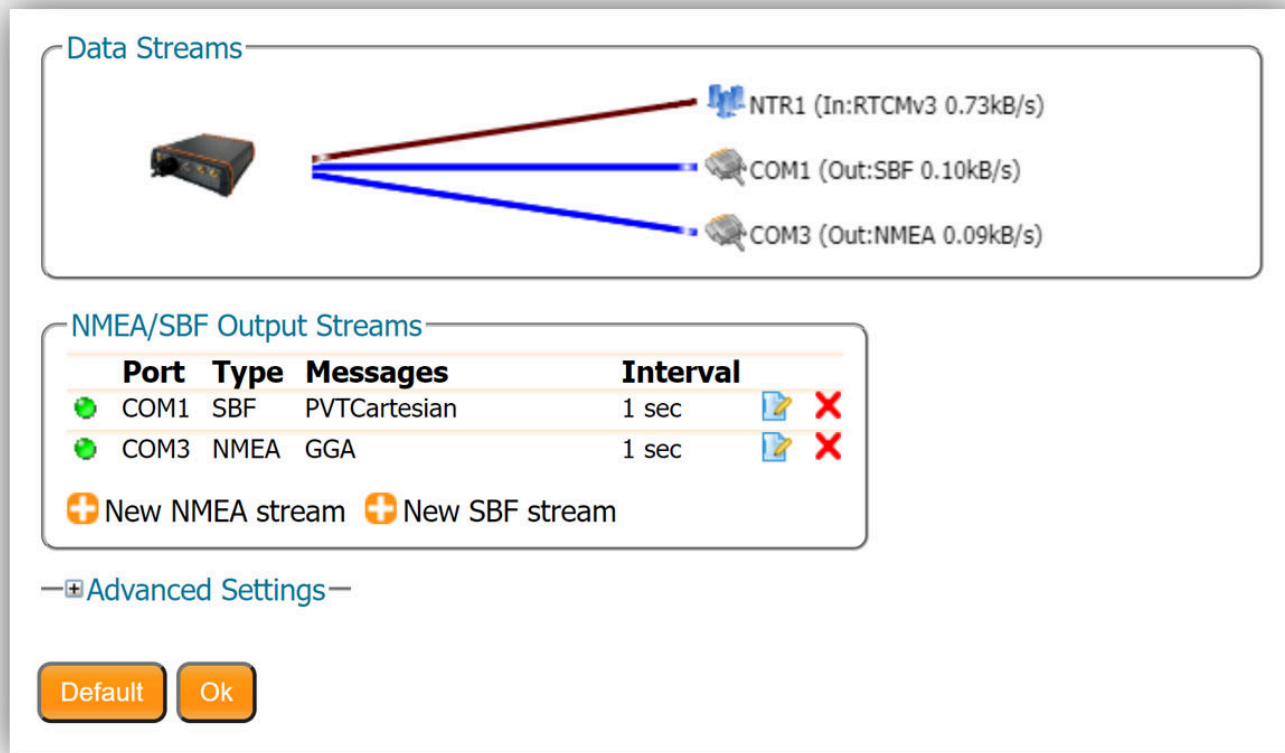 Data Streams
NTR1 (In:RTCMv3 0.73kB/s)
COM1 (Out:SBF 0.10kB/s)
COM3 (Out:NMEA 0.09kB/s)
NMEA/SBF Output Streams
Port Type Messages Interval
COM1 SBF PVTCartesian 1 sec
COM3 NMEA GGA 1 sec
New NMEA stream New SBF stream
Advanced Settings
Default Ok